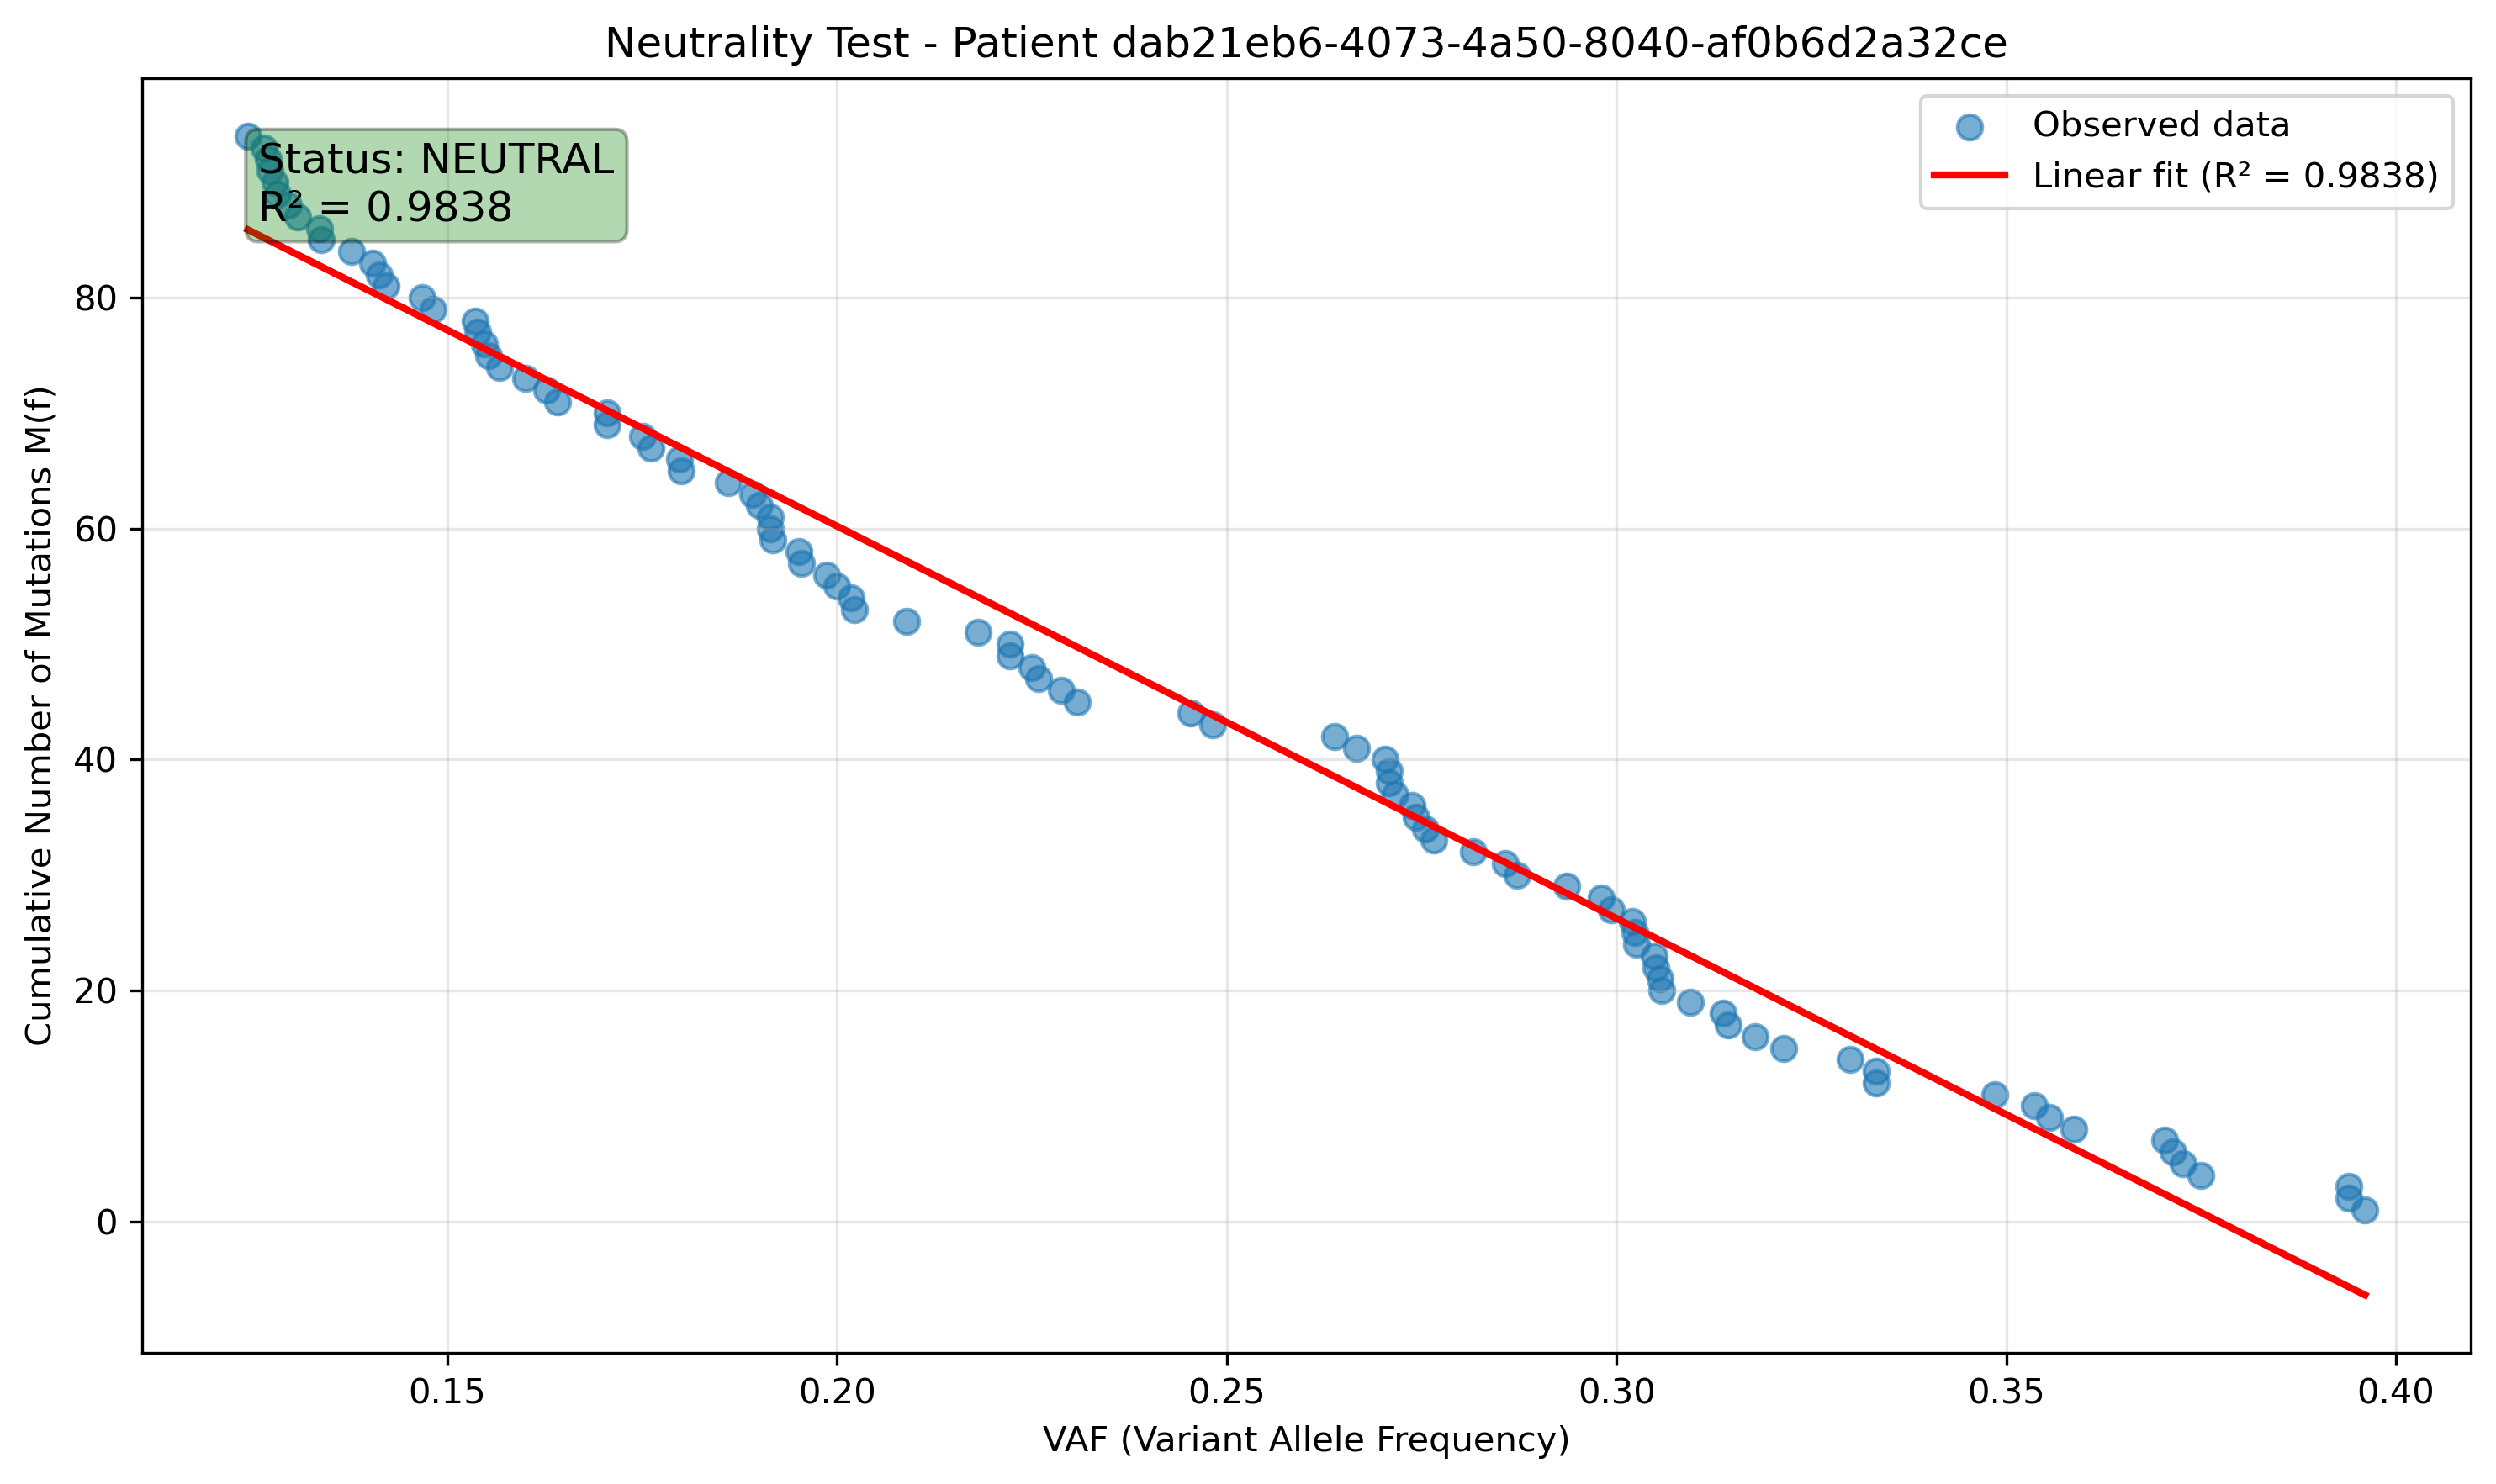 Neutrality Test - Patient dab21eb6-4073-4a50-8040-af0b6d2a32ce
Status: NEUTRAL
R² = 0.9838
Observed data
Linear fit (R² = 0.9838)
Cumulative Number of Mutations M(f)
80
60
40
20
0
0.15 0.20 0.25 0.30 0.35 0.40
VAF (Variant Allele Frequency)